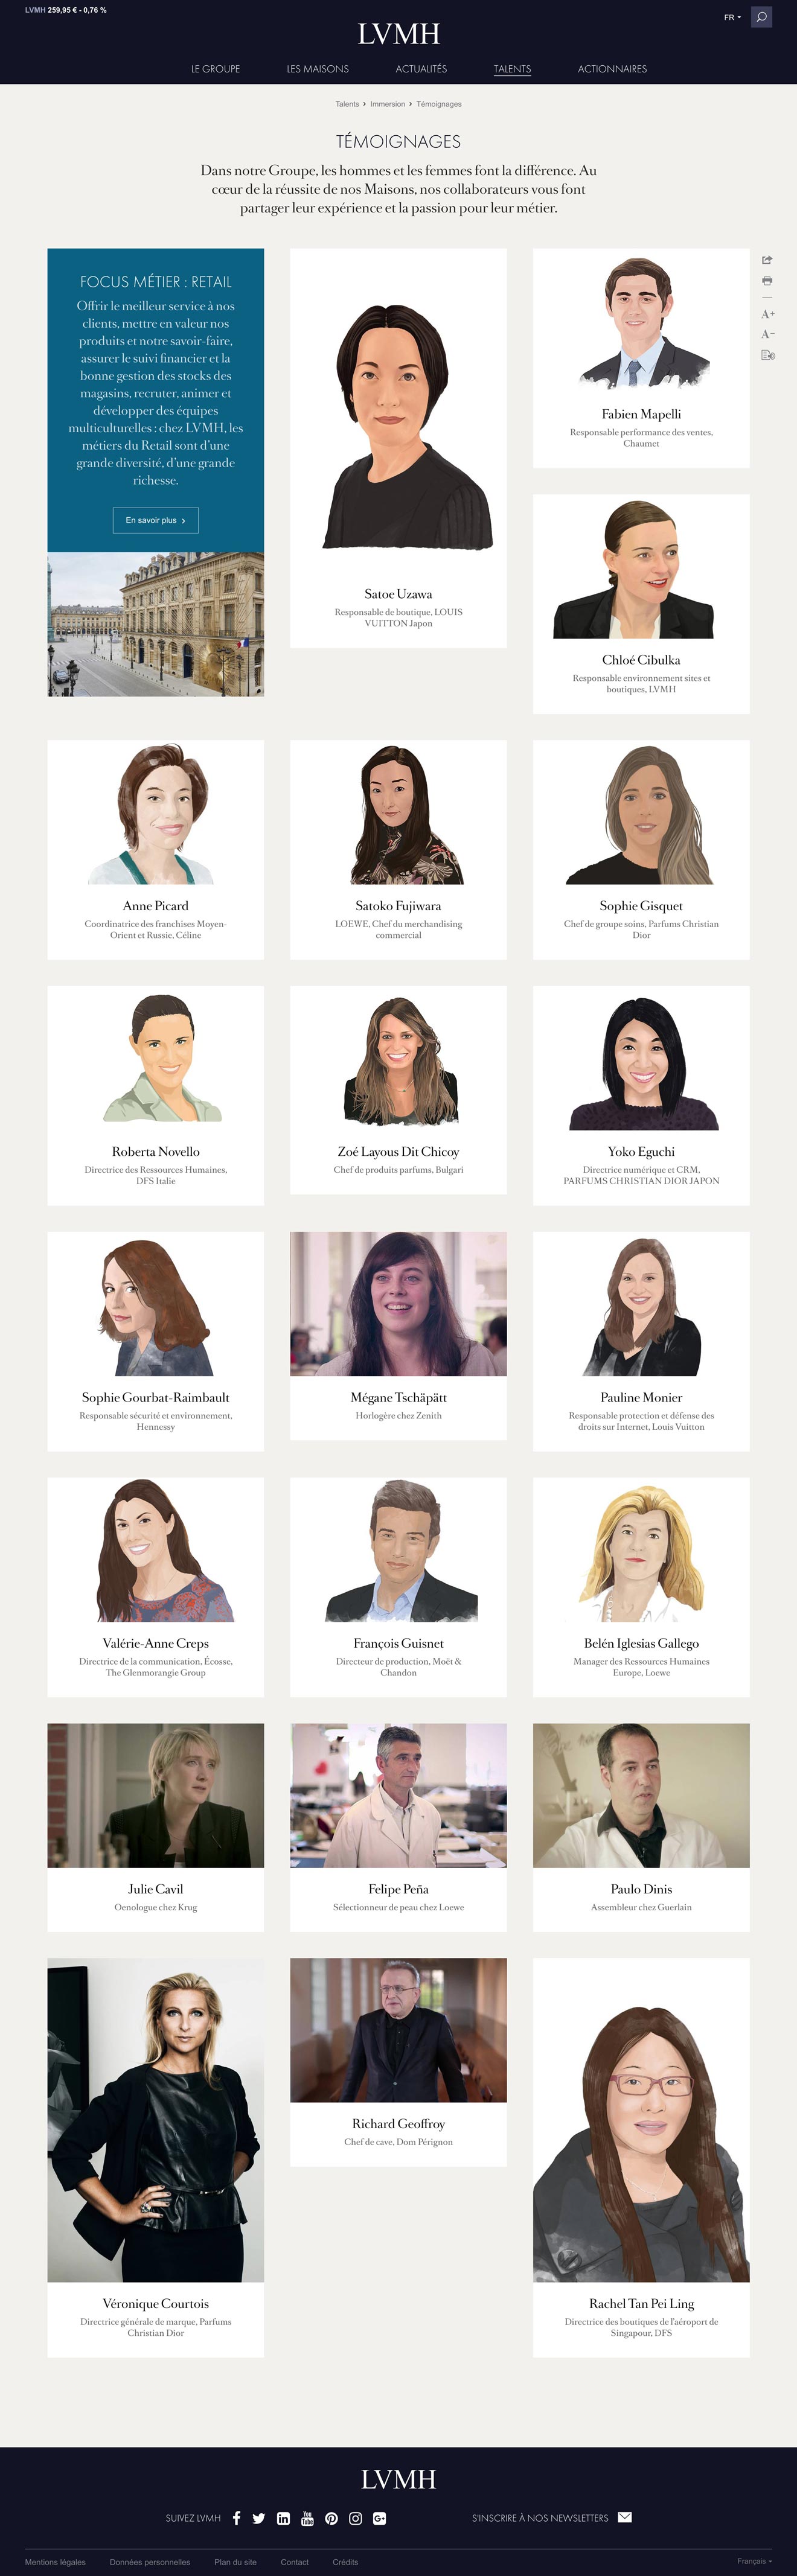 LVMH 259,95 € - 0,76 %
FR
LVMH
LE GROUPE
LES MAISONS
ACTUALITÉS
TALENTS
ACTIONNAIRES
Talents › Immersion › Témoignages
TÉMOIGNAGES
Dans notre Groupe, les hommes et les femmes font la différence. Au
cœur de la réussite de nos Maisons, nos collaborateurs vous font
partager leur expérience et la passion pour leur métier.
FOCUS MÉTIER : RETAIL
Offrir le meilleur service à nos
clients, mettre en valeur nos
produits et notre savoir-faire,
assurer le suivi financier et la
bonne gestion des stocks des
magasins, recruter, animer et
développer des équipes
multiculturelles : chez LVMH, les
métiers du Retail sont d'une
grande diversité, d'une grande
richesse.
En savoir plus ›
Satoe Uzawa
Responsable de boutique, LOUIS
VUITTON Japon
Fabien Mapelli
Responsable performance des ventes,
Chaumet
A+
A-
Chloé Cibulka
Responsable environnement sites et
boutiques, LVMH
Anne Picard
Coordinatrice des franchises Moyen-
Orient et Russie, Céline
Satoko Fujiwara
LOEWE, Chef du merchandising
commercial
Sophie Gisquet
Chef de groupe soins, Parfums Christian
Dior
Roberta Novello
Directrice des Ressources Humaines,
DFS Italie
Zoé Layous Dit Chicoy
Chef de produits parfums, Bulgari
Yoko Eguchi
Directrice numérique et CRM,
PARFUMS CHRISTIAN DIOR JAPON
Sophie Gourbat-Raimbault
Responsable sécurité et environnement,
Hennessy
Mégane Tschäpätt
Horlogère chez Zenith
Pauline Monier
Responsable protection et défense des
droits sur Internet, Louis Vuitton
Valérie-Anne Creps
Directrice de la communication, Écosse,
The Glenmorangie Group
François Guisnet
Directeur de production, Moët &
Chandon
Belén Iglesias Gallego
Manager des Ressources Humaines
Europe, Loewe
Julie Cavil
Oenologue chez Krug
Felipe Peña
Sélectionneur de peau chez Loewe
Paulo Dinis
Assembleur chez Guerlain
Véronique Courtois
Directrice générale de marque, Parfums
Christian Dior
Richard Geoffroy
Chef de cave, Dom Pérignon
Rachel Tan Pei Ling
Directrice des boutiques de l'aéroport de
Singapour, DFS
LVMH
SUIVEZ LVMH
You
Tube
G+
S'INSCRIRE À NOS NEWSLETTERS
Mentions légales
Données personnelles
Plan du site
Contact
Crédits
Français